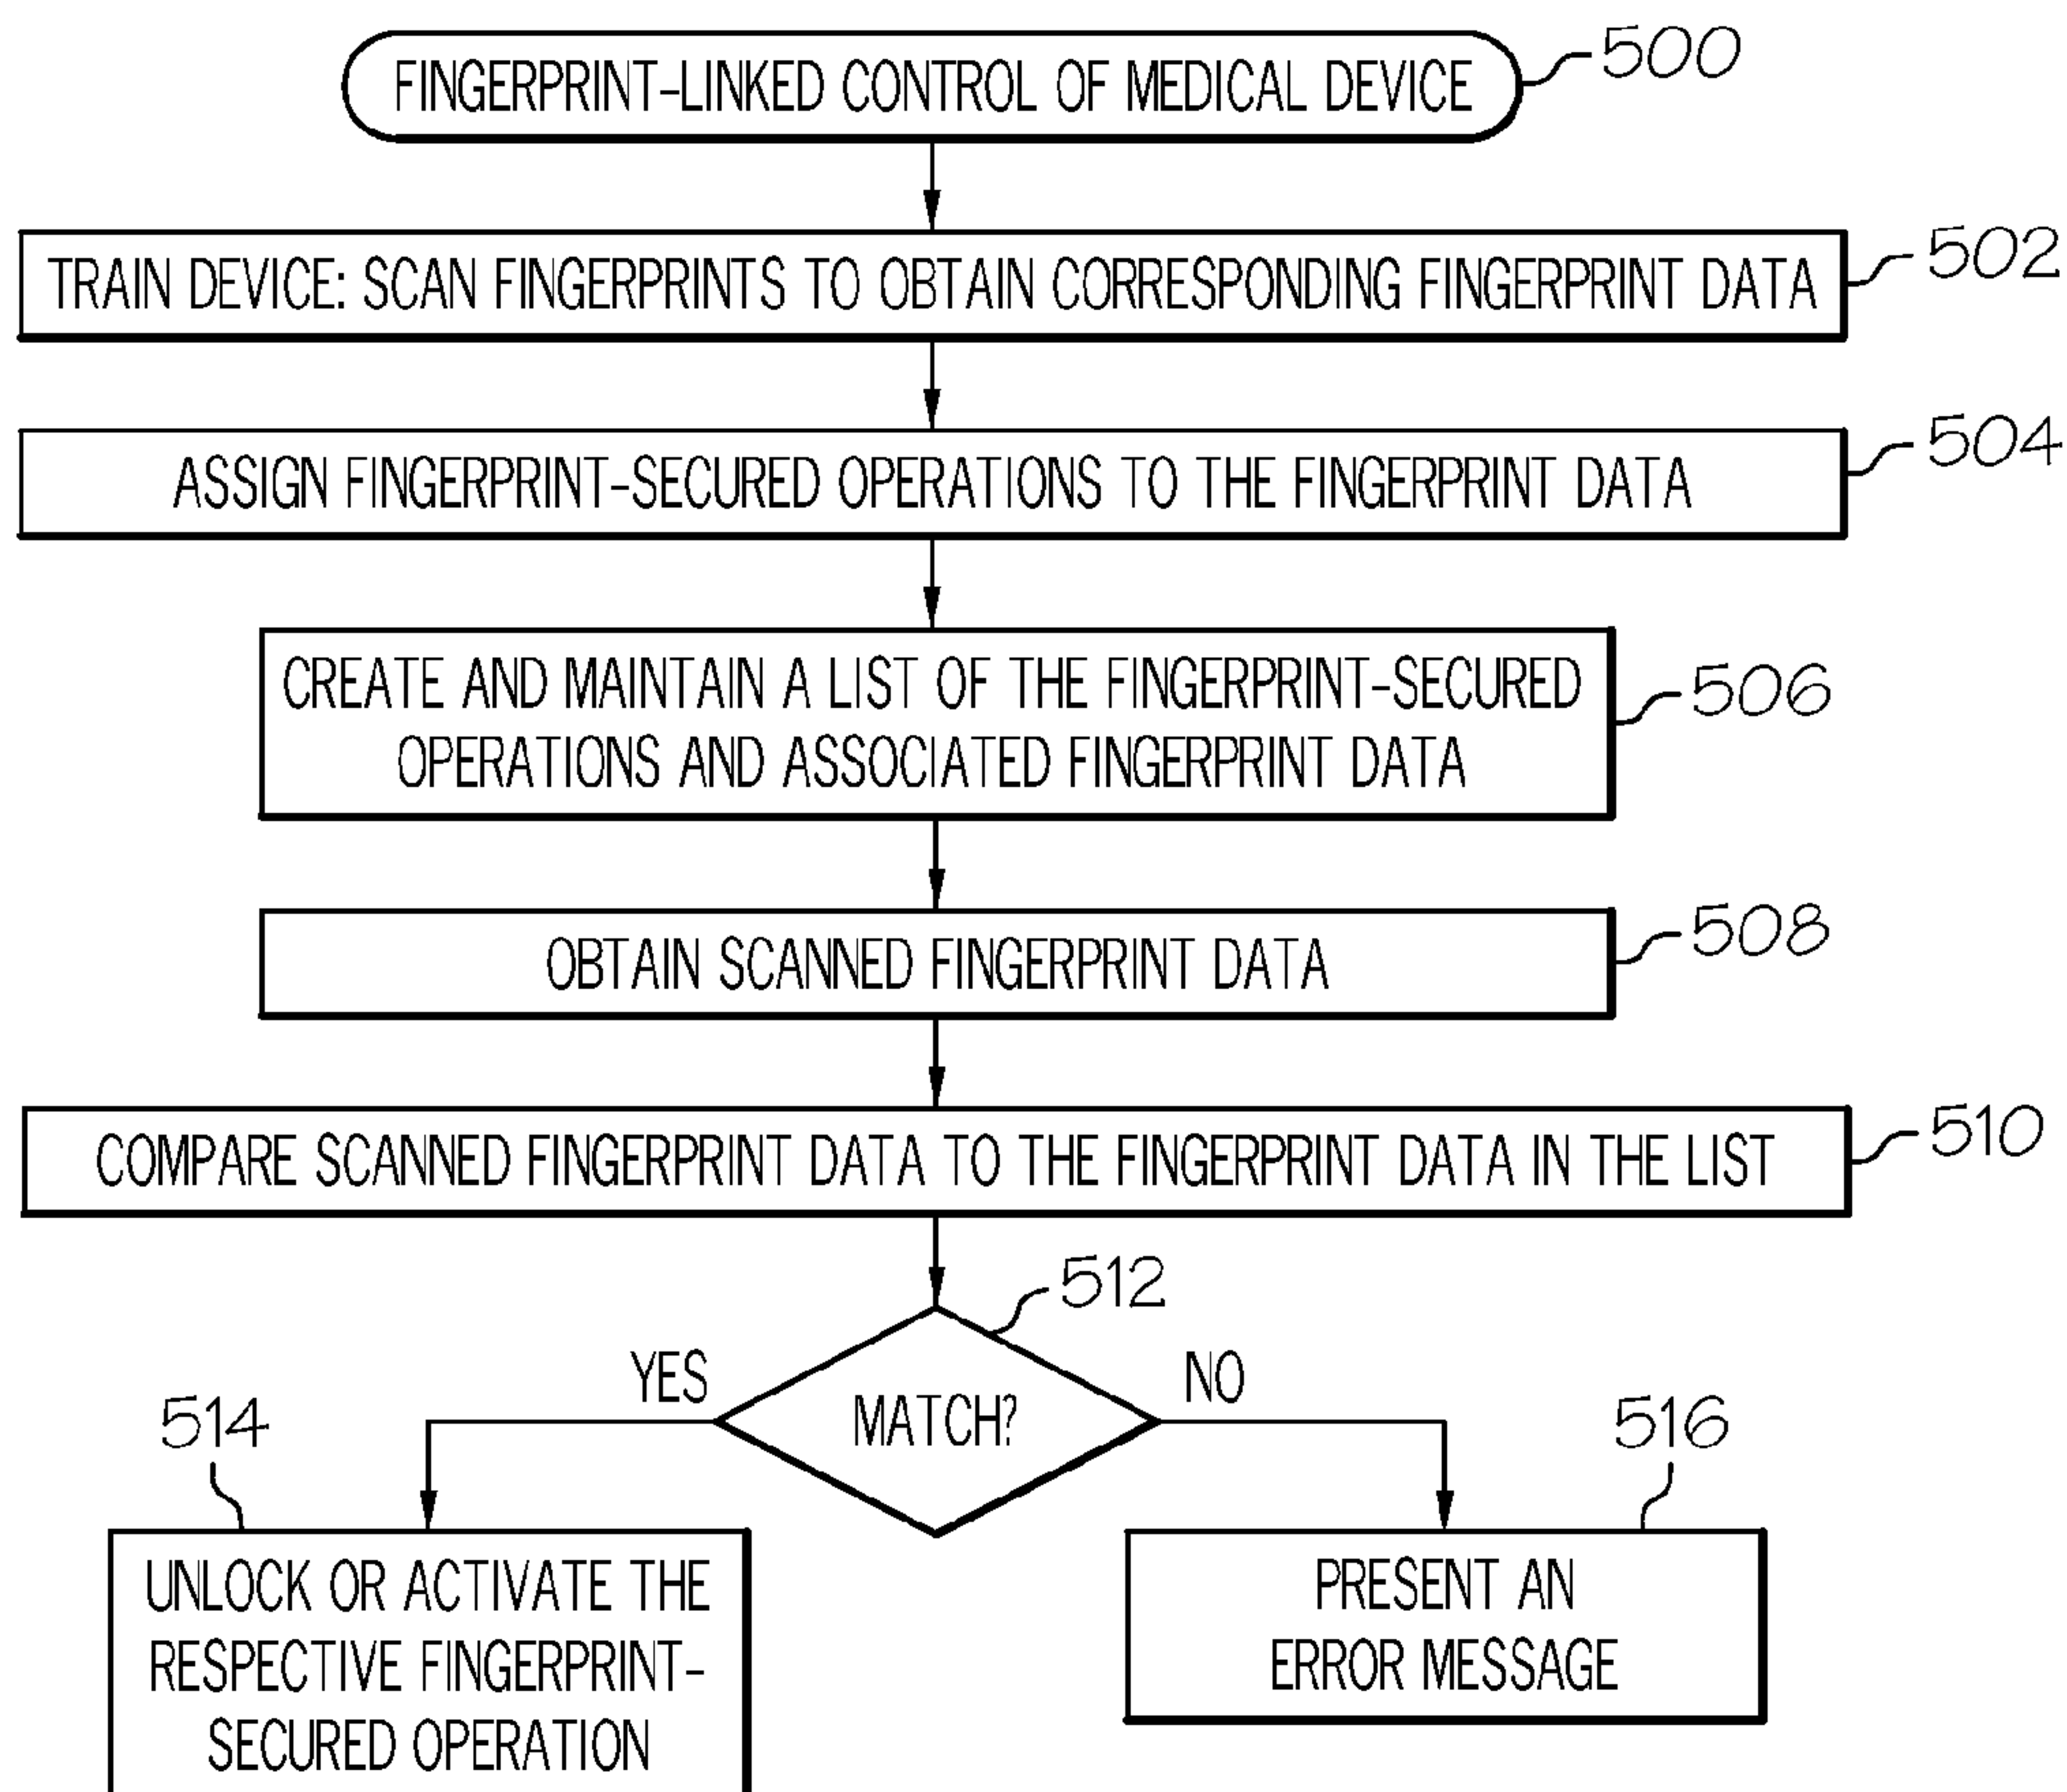 FINGERPRINT-LINKED CONTROL OF MEDICAL DEVICE
500
TRAIN DEVICE: SCAN FINGERPRINTS TO OBTAIN CORRESPONDING FINGERPRINT DATA
502
ASSIGN FINGERPRINT-SECURED OPERATIONS TO THE FINGERPRINT DATA
504
CREATE AND MAINTAIN A LIST OF THE FINGERPRINT-SECURED
OPERATIONS AND ASSOCIATED FINGERPRINT DATA
506
OBTAIN SCANNED FINGERPRINT DATA
508
COMPARE SCANNED FINGERPRINT DATA TO THE FINGERPRINT DATA IN THE LIST
510
512
YES
MATCH?
NO
514
UNLOCK OR ACTIVATE THE
RESPECTIVE FINGERPRINT-
SECURED OPERATION
516
PRESENT AN
ERROR MESSAGE